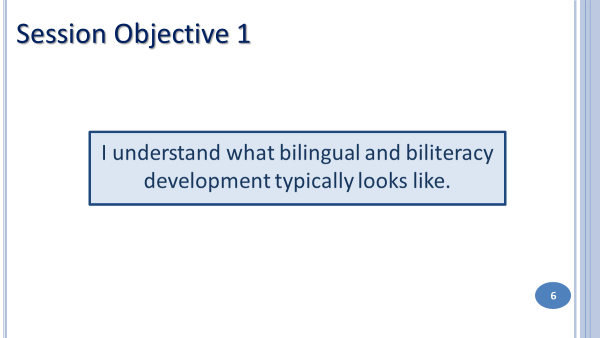 Session Objective 1
I understand what bilingual and biliteracy
development typically looks like.
6